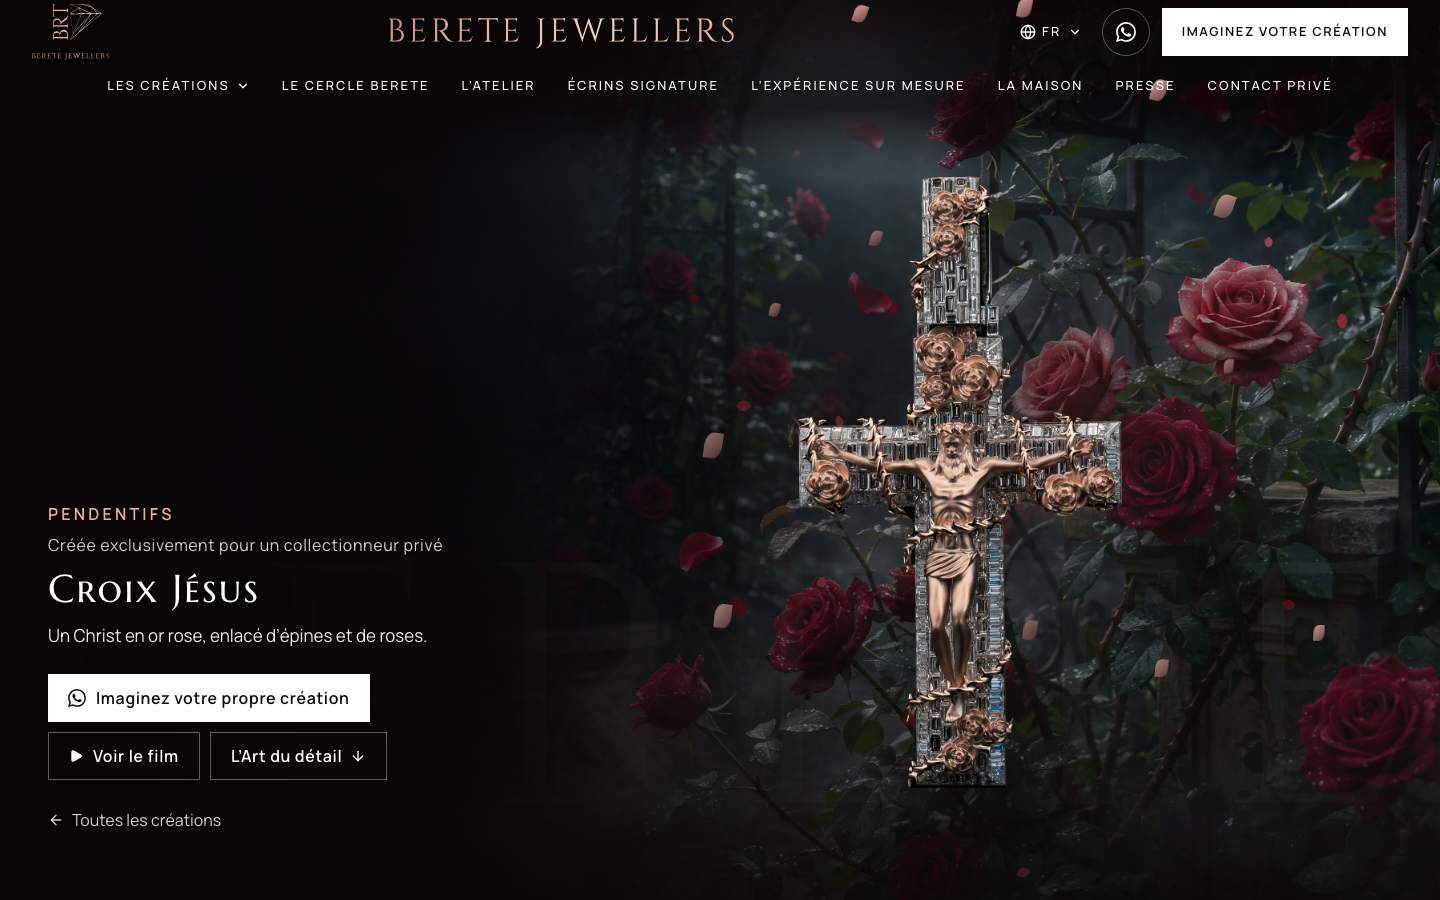 BRT
BERETE JEWELLERS
BERETE JEWELLERS
FR
IMAGINEZ VOTRE CRÉATION
LES CRÉATIONS
LE CERCLE BERETE
L'ATELIER
ÉCRINS SIGNATURE
L'EXPÉRIENCE SUR MESURE
LA MAISON
PRESSE
CONTACT PRIVÉ
PENDENTIFS
Créée exclusivement pour un collectionneur privé
Croix Jésus
Un Christ en or rose, enlacé d’épines et de roses.
Imaginez votre propre création
Voir le film
L’Art du détail ↓
← Toutes les créations